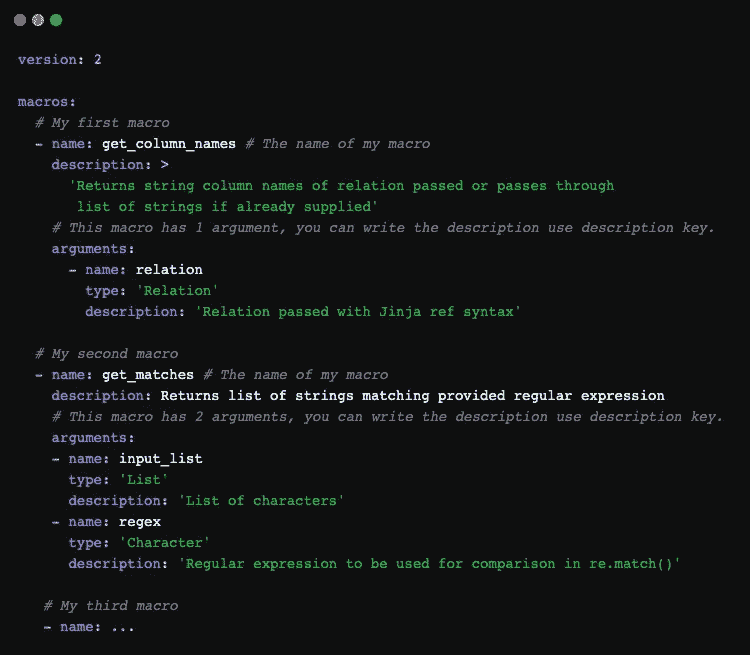 version: 2
macros:
# My first macro
- name: get_column_names # The name of my macro
description: >
'Returns string column names of relation passed or passes through
list of strings if already supplied'
# This macro has 1 argument, you can write the description use description key.
arguments:
- name: relation
type: 'Relation'
description: 'Relation passed with Jinja ref syntax'
# My second macro
- name: get_matches # The name of my macro
description: Returns list of strings matching provided regular expression
# This macro has 2 arguments, you can write the description use description key.
arguments:
- name: input_list
type: 'List'
description: 'List of characters'
- name: regex
type: 'Character'
description: 'Regular expression to be used for comparison in re.match()'
# My third macro
- name: ...